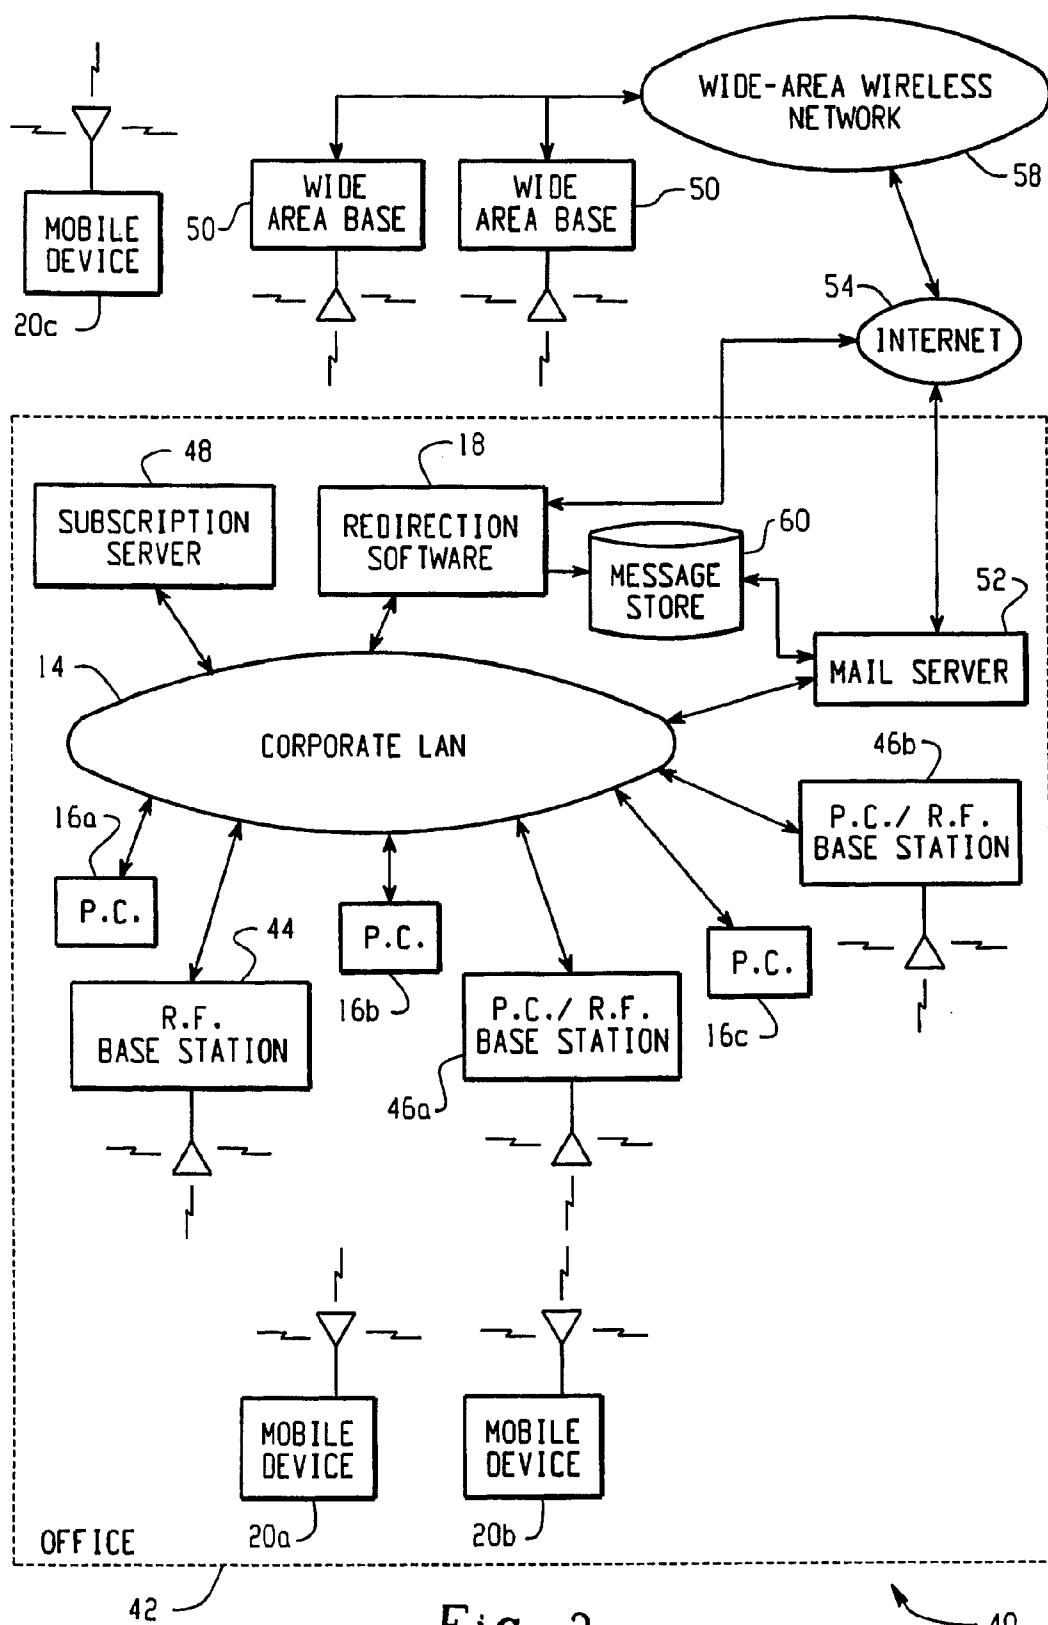 WIDE-AREA WIRELESS
NETWORK
58
WIDE
AREA BASE
50
WIDE
AREA BASE
50
MOBILE
DEVICE
20c
54
INTERNET
48
SUBSCRIPTION
SERVER
18
REDIRECTION
SOFTWARE
60
MESSAGE
STORE
52
MAIL SERVER
14
CORPORATE LAN
46b
P.C./ R.F.
BASE STATION
16a
P.C.
44
R.F.
BASE STATION
P.C.
16b
P.C./ R.F.
BASE STATION
46a
P.C.
16c
MOBILE
DEVICE
20a
MOBILE
DEVICE
20b
OFFICE
42
Fig. 2
40